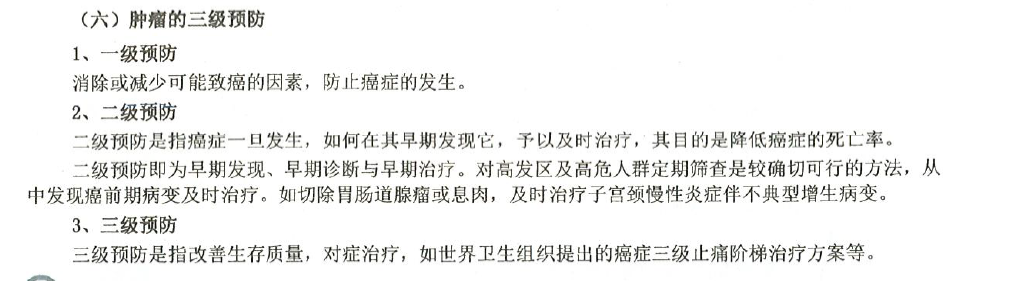 （六）肿瘤的三级预防
1、一级预防
消除或减少可能致癌的因素，防止癌症的发生。
2、二级预防
二级预防是指癌症一旦发生，如何在其早期发现它，予以及时治疗，其目的是降低癌症的死亡率。
二级预防即为早期发现、早期诊断与早期治疗。对高发区及高危人群定期筛查是较确切可行的方法，从
中发现癌前期病变及时治疗。如切除胃肠道腺瘤或息肉，及时治疗子宫颈慢性炎症伴不典型增生病变。
3、三级预防
三级预防是指改善生存质量，对症治疗，如世界卫生组织提出的癌症三级止痛阶梯治疗方案等。